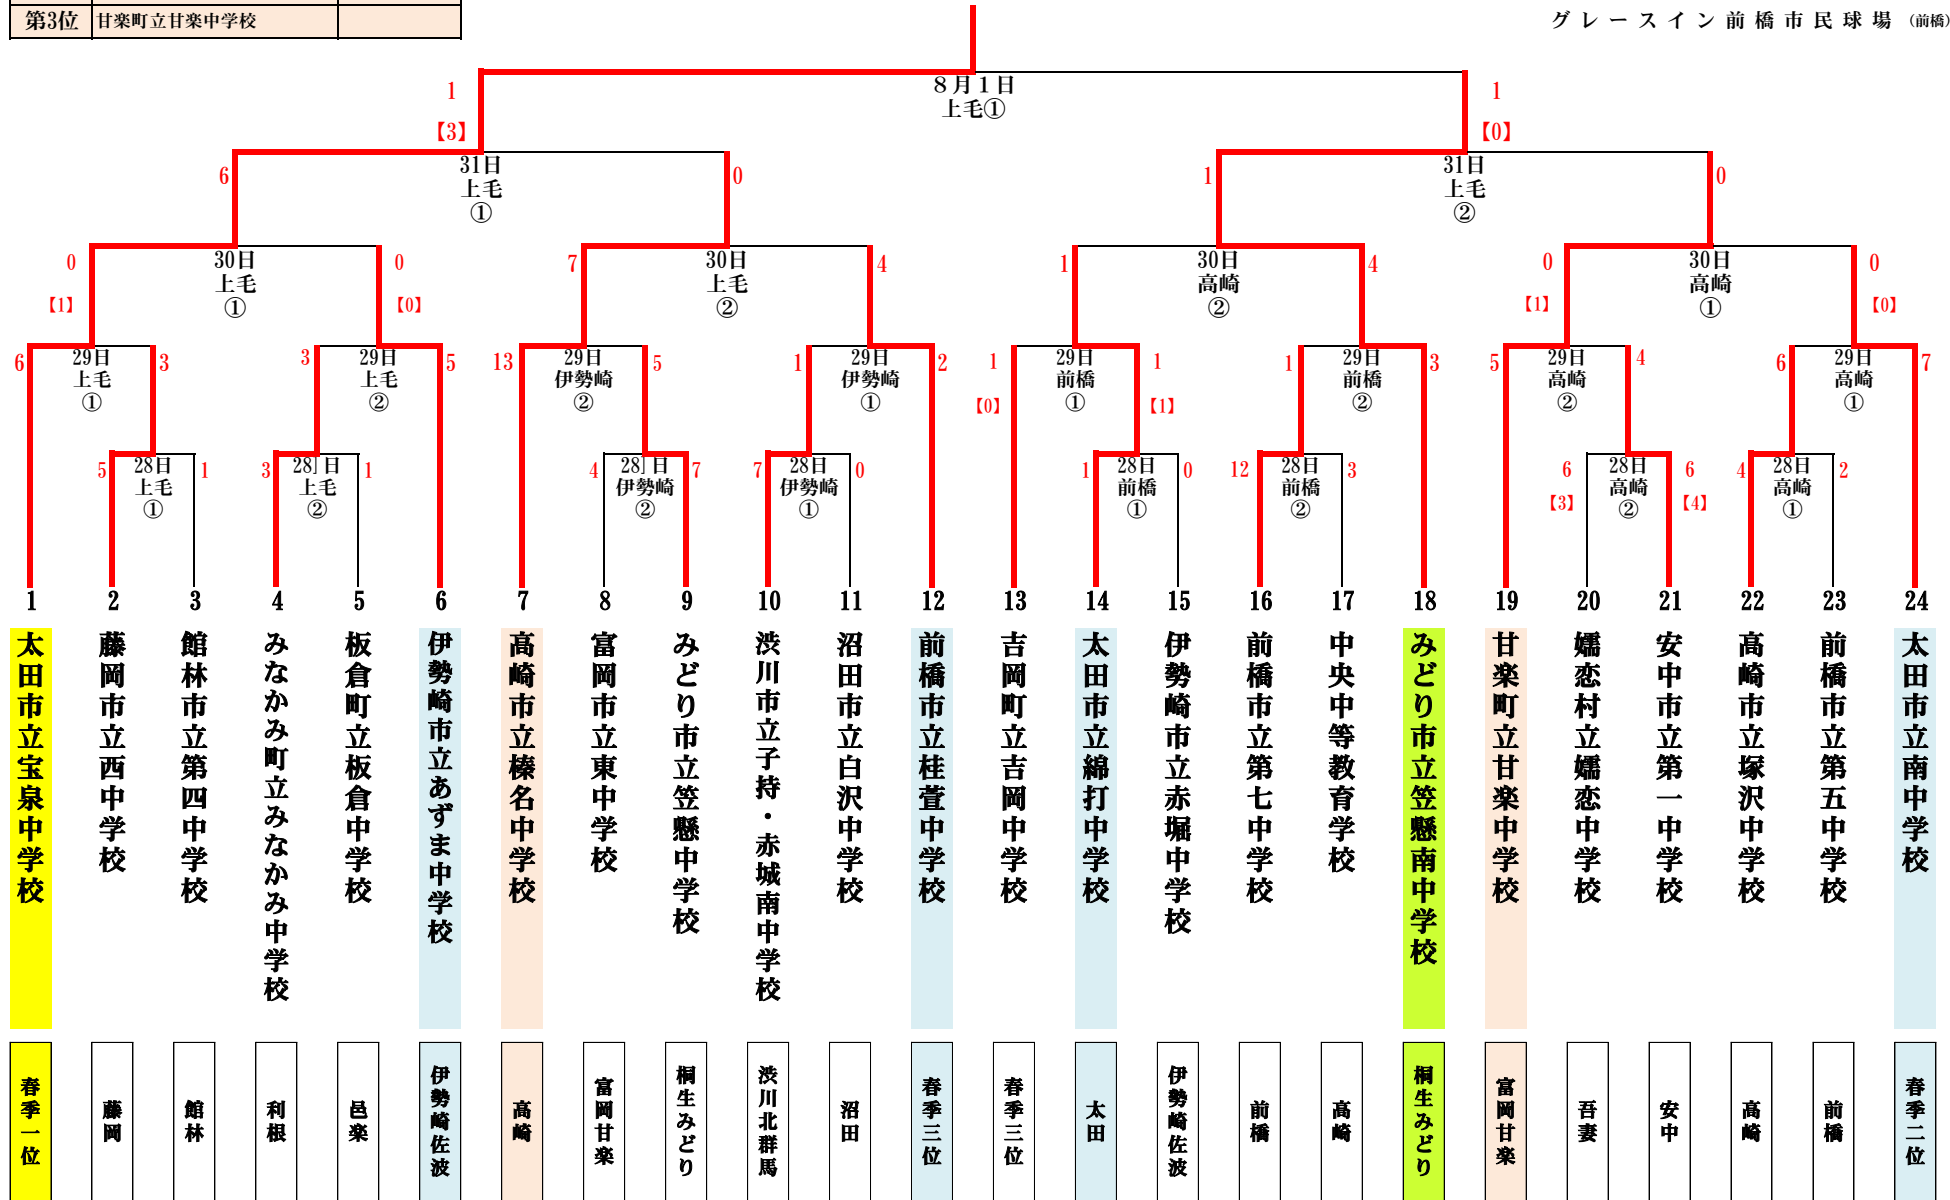 第3位 甘楽町立甘楽中学校
グレースイン前橋市民球場（前橋）
8月1日
上毛①
1 1
【3】 【0】
31日 31日
上毛 上毛
① ②
6 0 1 0
30日 30日 30日 30日
上毛 上毛 高崎 高崎
① ② ② ①
0 0 7 4 1 4 0 0
【1】 【0】 【1】 【0】
29日 29日 29日 29日 29日 29日 29日 29日
上毛 上毛 伊勢崎 伊勢崎 前橋 前橋 高崎 高崎
① ② ② ① ① ② ② ①
6 3 3 5 13 5 1 2 1 1 1 3 5 4 6 7
【0】 【1】
28日 28日 28日 28日 28日 28日 28日 28日
上毛 上毛 伊勢崎 伊勢崎 前橋 前橋 高崎 高崎
① ② ② ① ① ② ② ①
5 1 3 1 4 7 7 0 1 0 12 3 6 6 4 2
【3】 【4】
1 2 3 4 5 6 7 8 9 10 11 12 13 14 15 16 17 18 19 20 21 22 23 24
太田市立宝泉中学校
藤岡市立西中学校
館林市立第四中学校
みなかみ町立みなかみ中学校
板倉町立板倉中学校
伊勢崎市立あずま中学校
高崎市立榛名中学校
富岡市立東中学校
みどり市立笠懸中学校
渋川市立子持・赤城南中学校
沼田市立白沢中学校
前橋市立桂萱中学校
吉岡町立吉岡中学校
太田市立綿打中学校
伊勢崎市立赤堀中学校
前橋市立第七中学校
中央中等教育学校
みどり市立笠懸南中学校
甘楽町立甘楽中学校
嬬恋村立嬬恋中学校
安中市立第一中学校
高崎市立塚沢中学校
前橋市立第五中学校
太田市立南中学校
春季一位
藤岡
館林
利根
邑楽
伊勢崎佐波
高崎
富岡甘楽
桐生みどり
渋川北群馬
沼田
春季三位
春季三位
太田
伊勢崎佐波
前橋
高崎
桐生みどり
富岡甘楽
吾妻
安中
高崎
前橋
春季二位